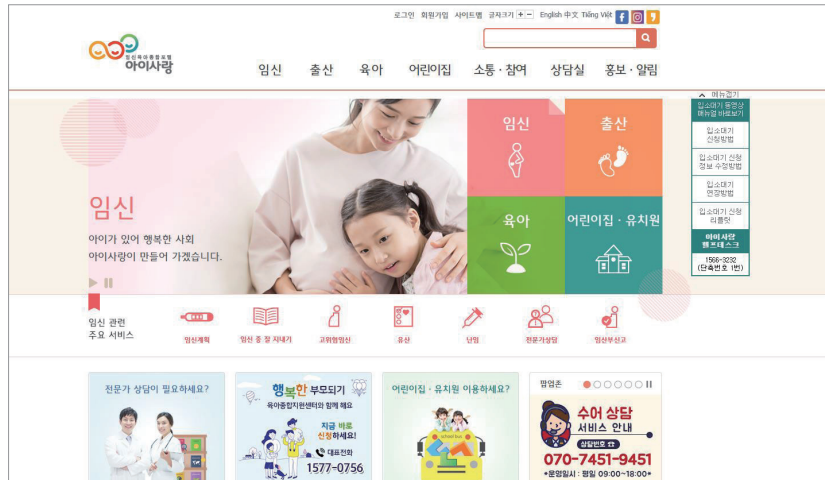 로그인 회원가입 사이트맵 글자크기 + - English 中文 Tiếng Việt
임신육아종합포털
아이사랑
임신 출산 육아 어린이집 소통 · 참여 상담실 홍보 · 알림
메뉴접기
입소대기 동영상
매뉴얼 바로보기
입소대기
신청방법
입소대기 신청
정보 수정방법
입소대기
연장방법
입소대기 신청
리플릿
아이사랑
헬프데스크
1566-3232
(단축번호 1번)
임신
아이가 있어 행복한 사회
아이사랑이 만들어 가겠습니다.
임신
출산
육아
어린이집 · 유치원
임신 관련
주요 서비스
임신계획
임신 중 잘 지내기
고위험임신
유산
난임
전문가상담
임산부신고
전문가 상담이 필요하세요?
행복한 부모되기
육아종합지원센터와 함께 해요
지금 바로
신청하세요!
대표전화
1577-0756
어린이집 · 유치원 이용하세요?
school bus
팝업존
수어 상담
서비스 안내
상담번호
070-7451-9451
*운영일시 : 평일 09:00~18:00*